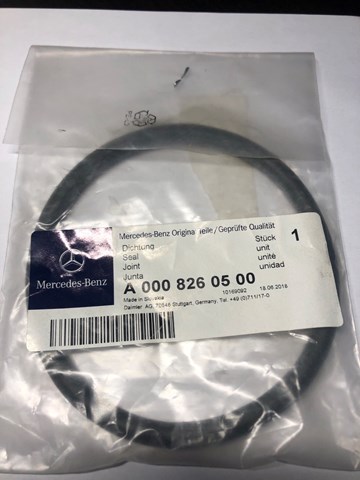 Mercedes-Benz Original Teile / Geprüfte Qualität
Dichtung Stück 1
Seal unit
Joint unité
Junta unidad
A 000 826 05 00
10169092 18.06.2018
Made in Slovakia
Daimler AG, 70546 Stuttgart, Germany, Tel. +49 (0)711/17-0
Mercedes-Benz